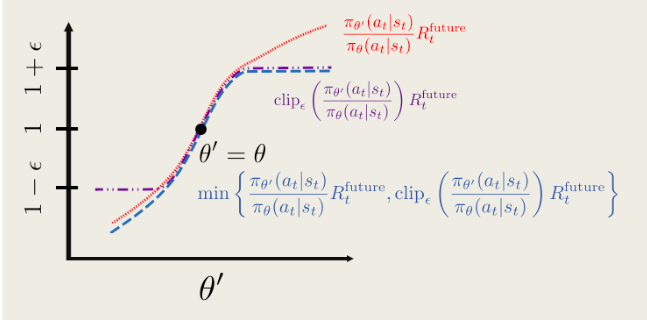 π_θ′(a_t|s_t) / π_θ(a_t|s_t) R_t^future
1 + ϵ
clip_ϵ ( π_θ′(a_t|s_t) / π_θ(a_t|s_t) ) R_t^future
1
θ′ = θ
1 − ϵ
min { π_θ′(a_t|s_t) / π_θ(a_t|s_t) R_t^future, clip_ϵ ( π_θ′(a_t|s_t) / π_θ(a_t|s_t) ) R_t^future }
θ′